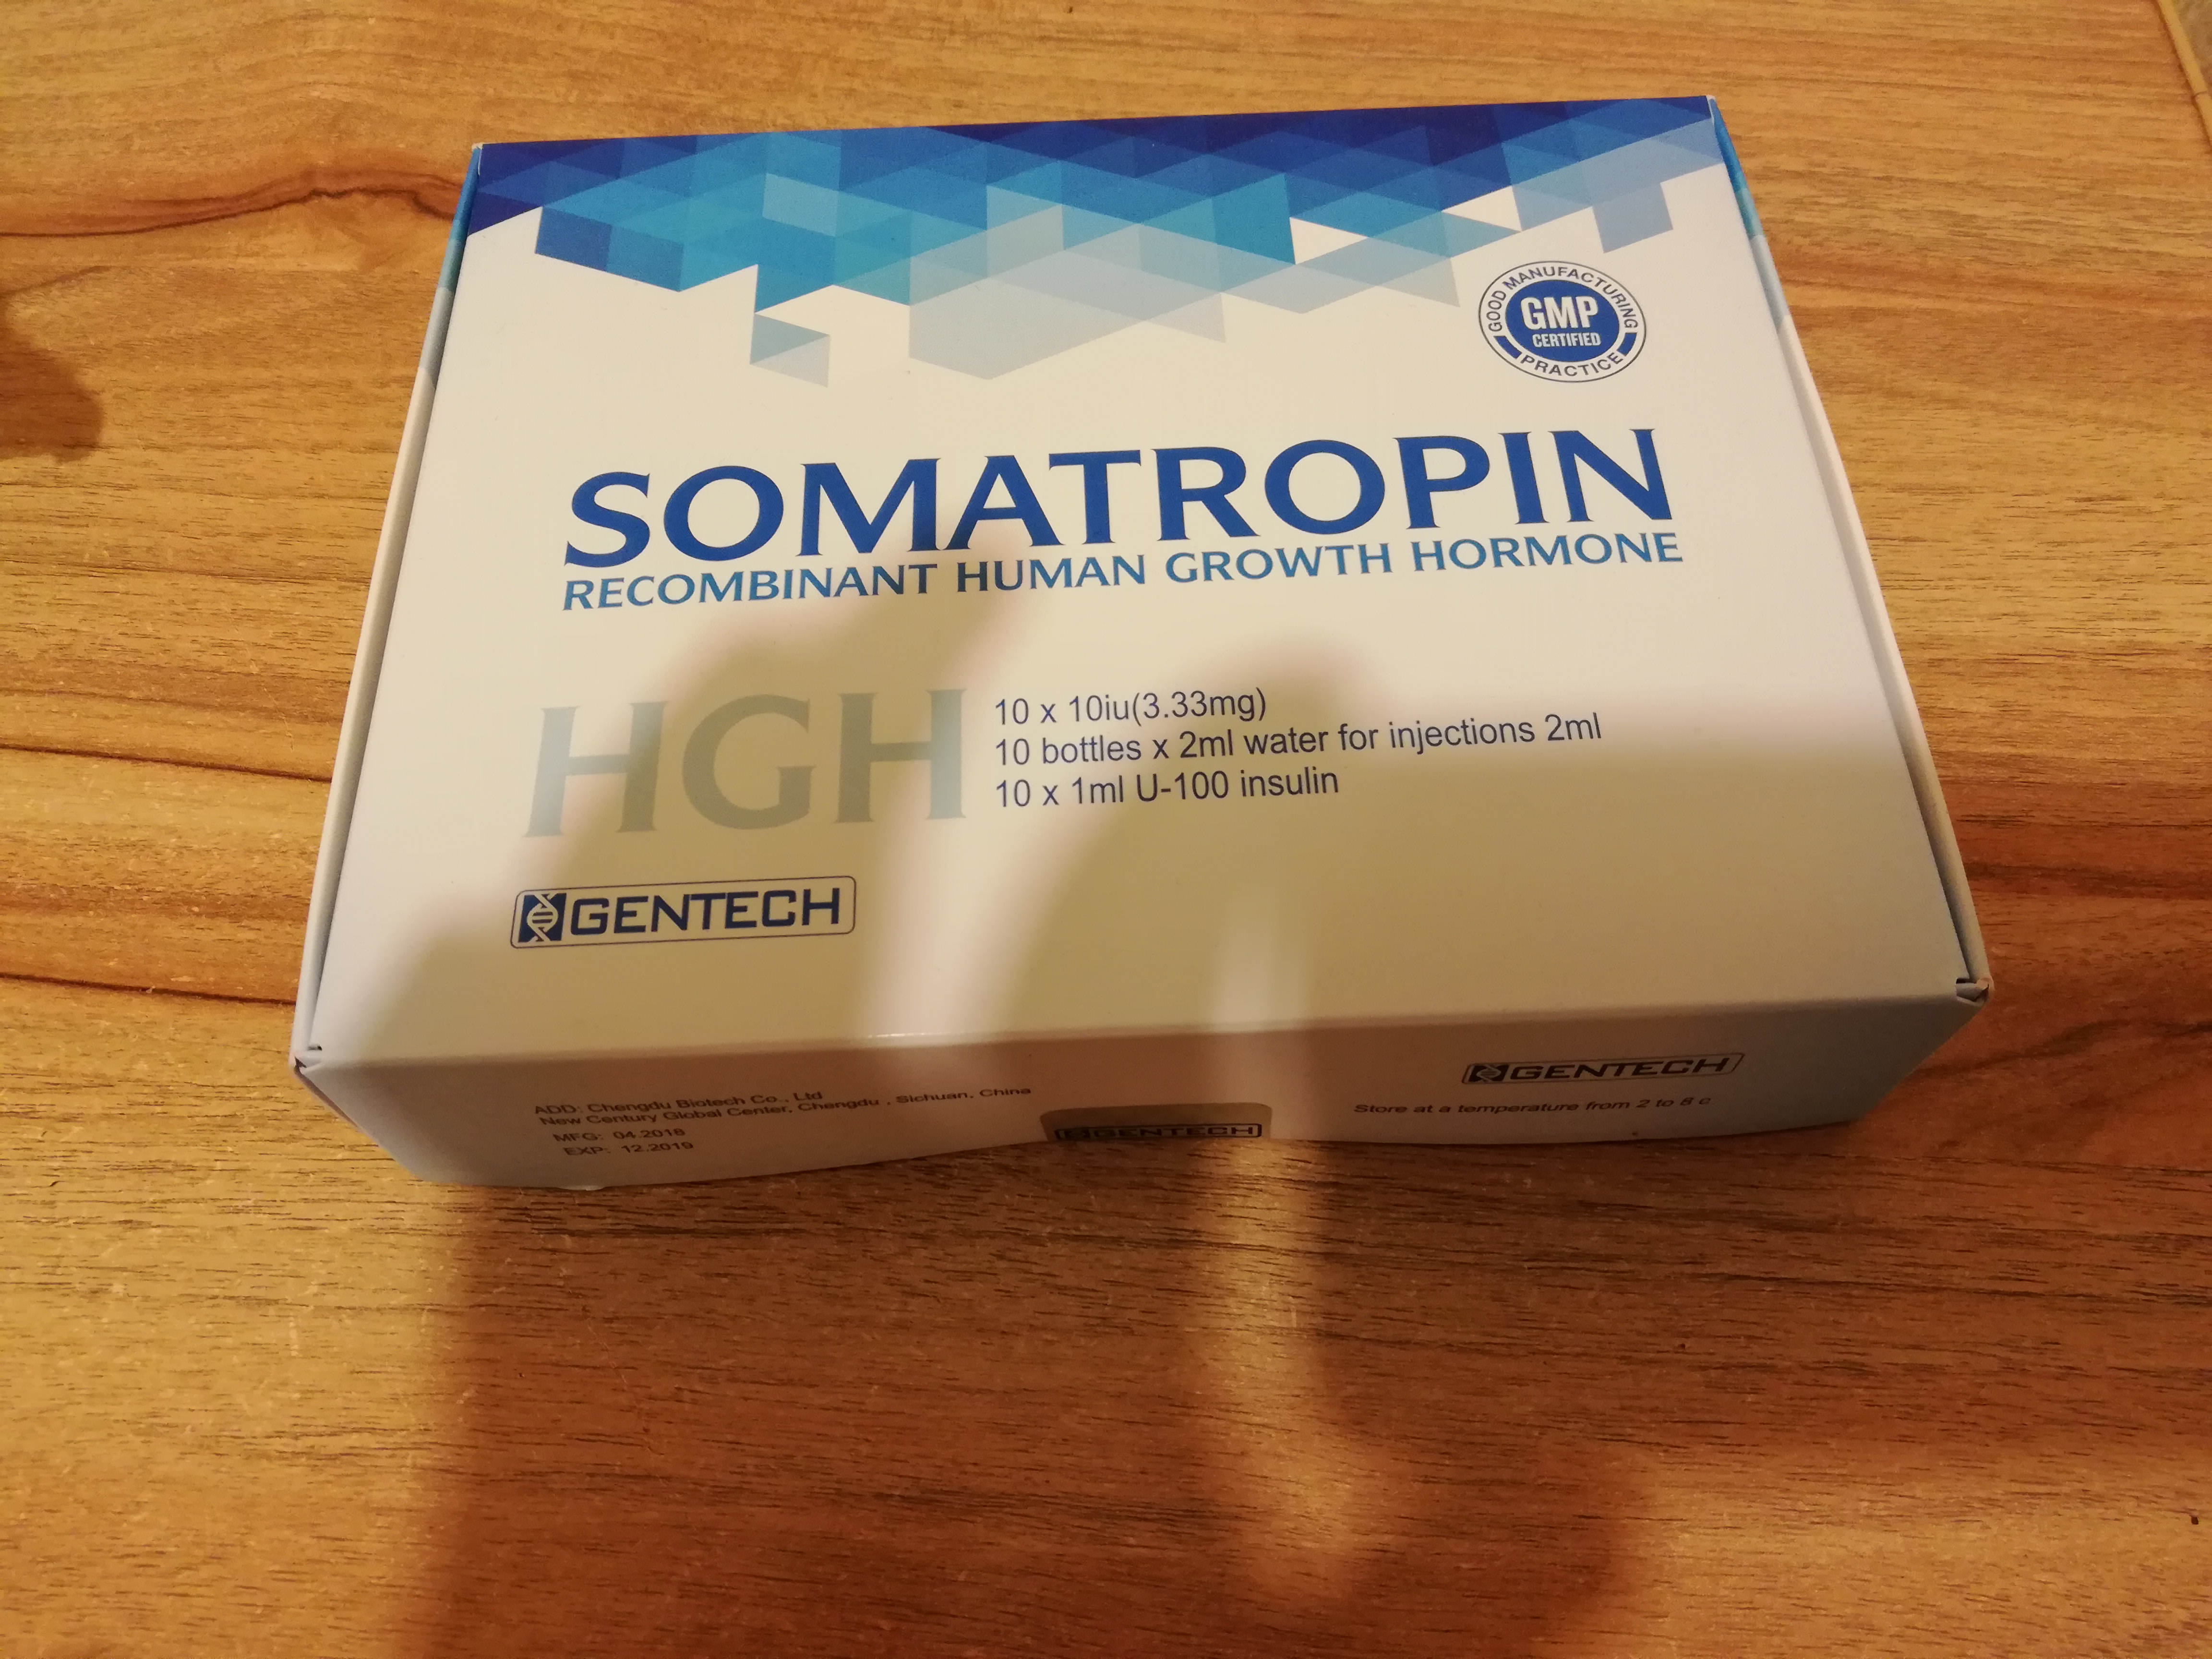 GOOD MANUFACTURING
GMP
CERTIFIED
PRACTICE
SOMATROPIN
RECOMBINANT HUMAN GROWTH HORMONE
HGH
10 x 10iu(3.33mg)
10 bottles x 2ml water for injections 2ml
10 x 1ml U-100 insulin
GENTECH
ADD: Chengdu Biotech Co., Ltd
New Century Global Center, Chengdu , Sichuan, China
MFG: 04.2018
EXP: 12.2019
GENTECH
GENTECH
Store at a temperature from 2 to 8 c